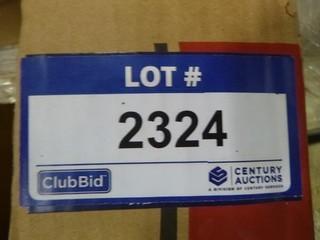 LOT #
2324
ClubBid
CENTURY
AUCTIONS
A DIVISION OF CENTURY SERVICES